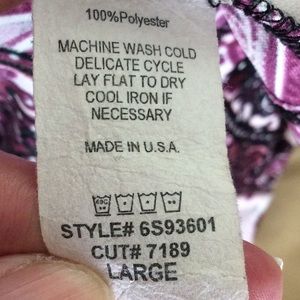 100%Polyester
MACHINE WASH COLD
DELICATE CYCLE
LAY FLAT TO DRY
COOL IRON IF
NECESSARY
MADE IN U.S.A.
STYLE# 6S93601
CUT# 7189
LARGE